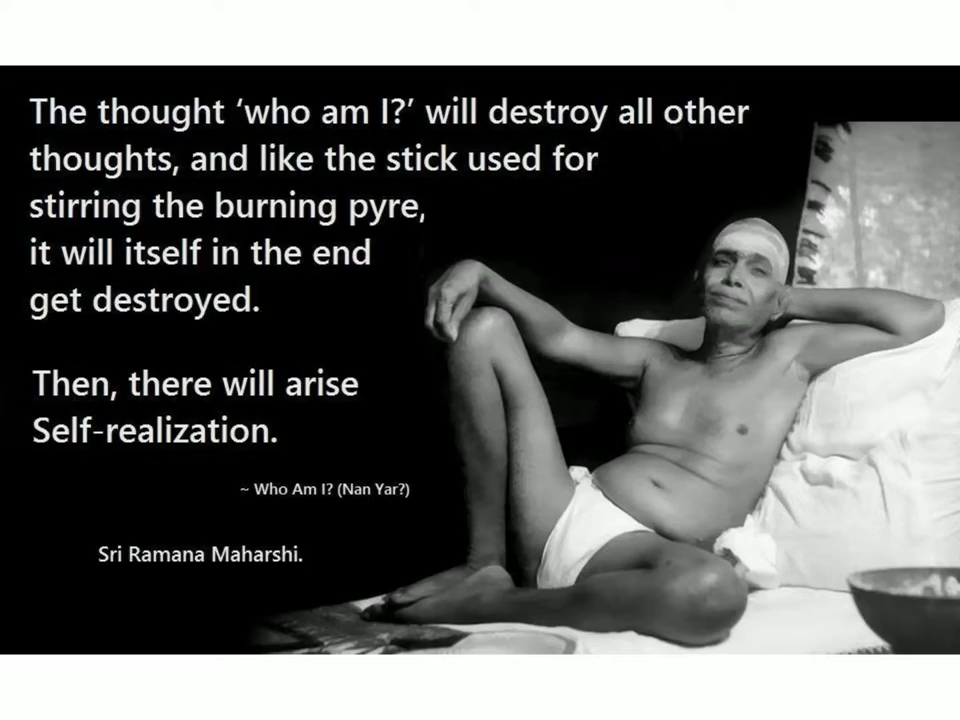 The thought ‘who am I?’ will destroy all other
thoughts, and like the stick used for
stirring the burning pyre,
it will itself in the end
get destroyed.
Then, there will arise
Self-realization.
~ Who Am I? (Nan Yar?)
Sri Ramana Maharshi.